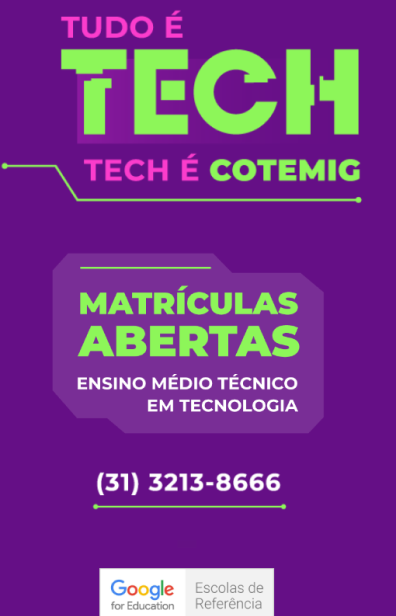 TUDO É
TECH
TECH É COTEMIG
MATRÍCULAS
ABERTAS
ENSINO MÉDIO TÉCNICO
EM TECNOLOGIA
(31) 3213-8666
Google
for Education
Escolas de
Referência